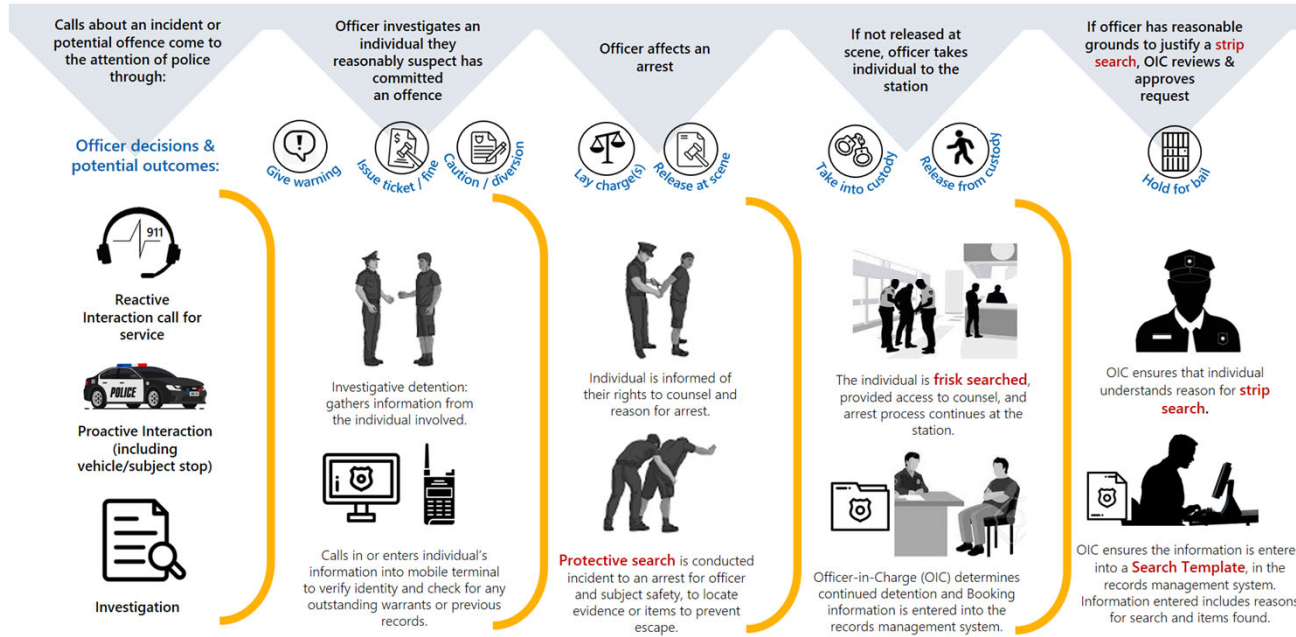 Calls about an incident or
potential offence come to
the attention of police
through:
Officer decisions &
potential outcomes:
911
Reactive
Interaction call for
service
POLICE
Proactive Interaction
(including
vehicle/subject stop)
Investigation
Officer investigates an
individual they
reasonably suspect has
committed
an offence
Give warning
Issue ticket / fine
Caution / diversion
Investigative detention:
gathers information from
the individual involved.
Calls in or enters individual's
information into mobile terminal
to verify identity and check for any
outstanding warrants or previous
records.
Officer affects an
arrest
Lay charge(s)
Release at scene
Individual is informed of
their rights to counsel and
reason for arrest.
Protective search is conducted
incident to an arrest for officer
and subject safety, to locate
evidence or items to prevent
escape.
If not released at
scene, officer takes
individual to the
station
Take into custody
Release from custody
The individual is frisk searched,
provided access to counsel, and
arrest process continues at the
station.
Officer-in-Charge (OIC) determines
continued detention and Booking
information is entered into the
records management system.
If officer has reasonable
grounds to justify a strip
search, OIC reviews &
approves
request
Hold for bail
OIC ensures that individual
understands reason for strip
search.
OIC ensures the information is entered
into a Search Template, in the
records management system.
Information entered includes reasons
for search and items found.